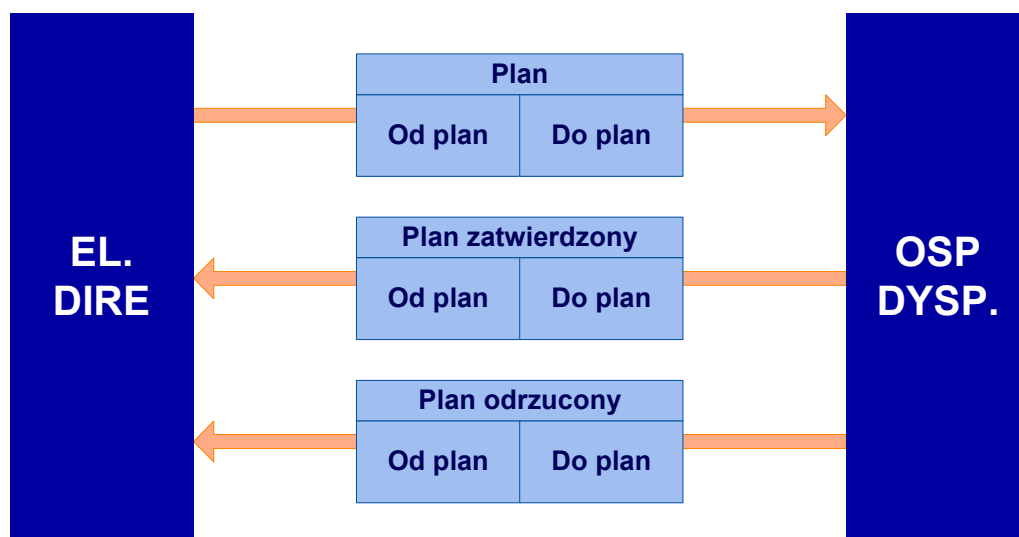 EL.
DIRE
Plan
Od plan Do plan
Plan zatwierdzony
Od plan Do plan
Plan odrzucony
Od plan Do plan
OSP
DYSP.